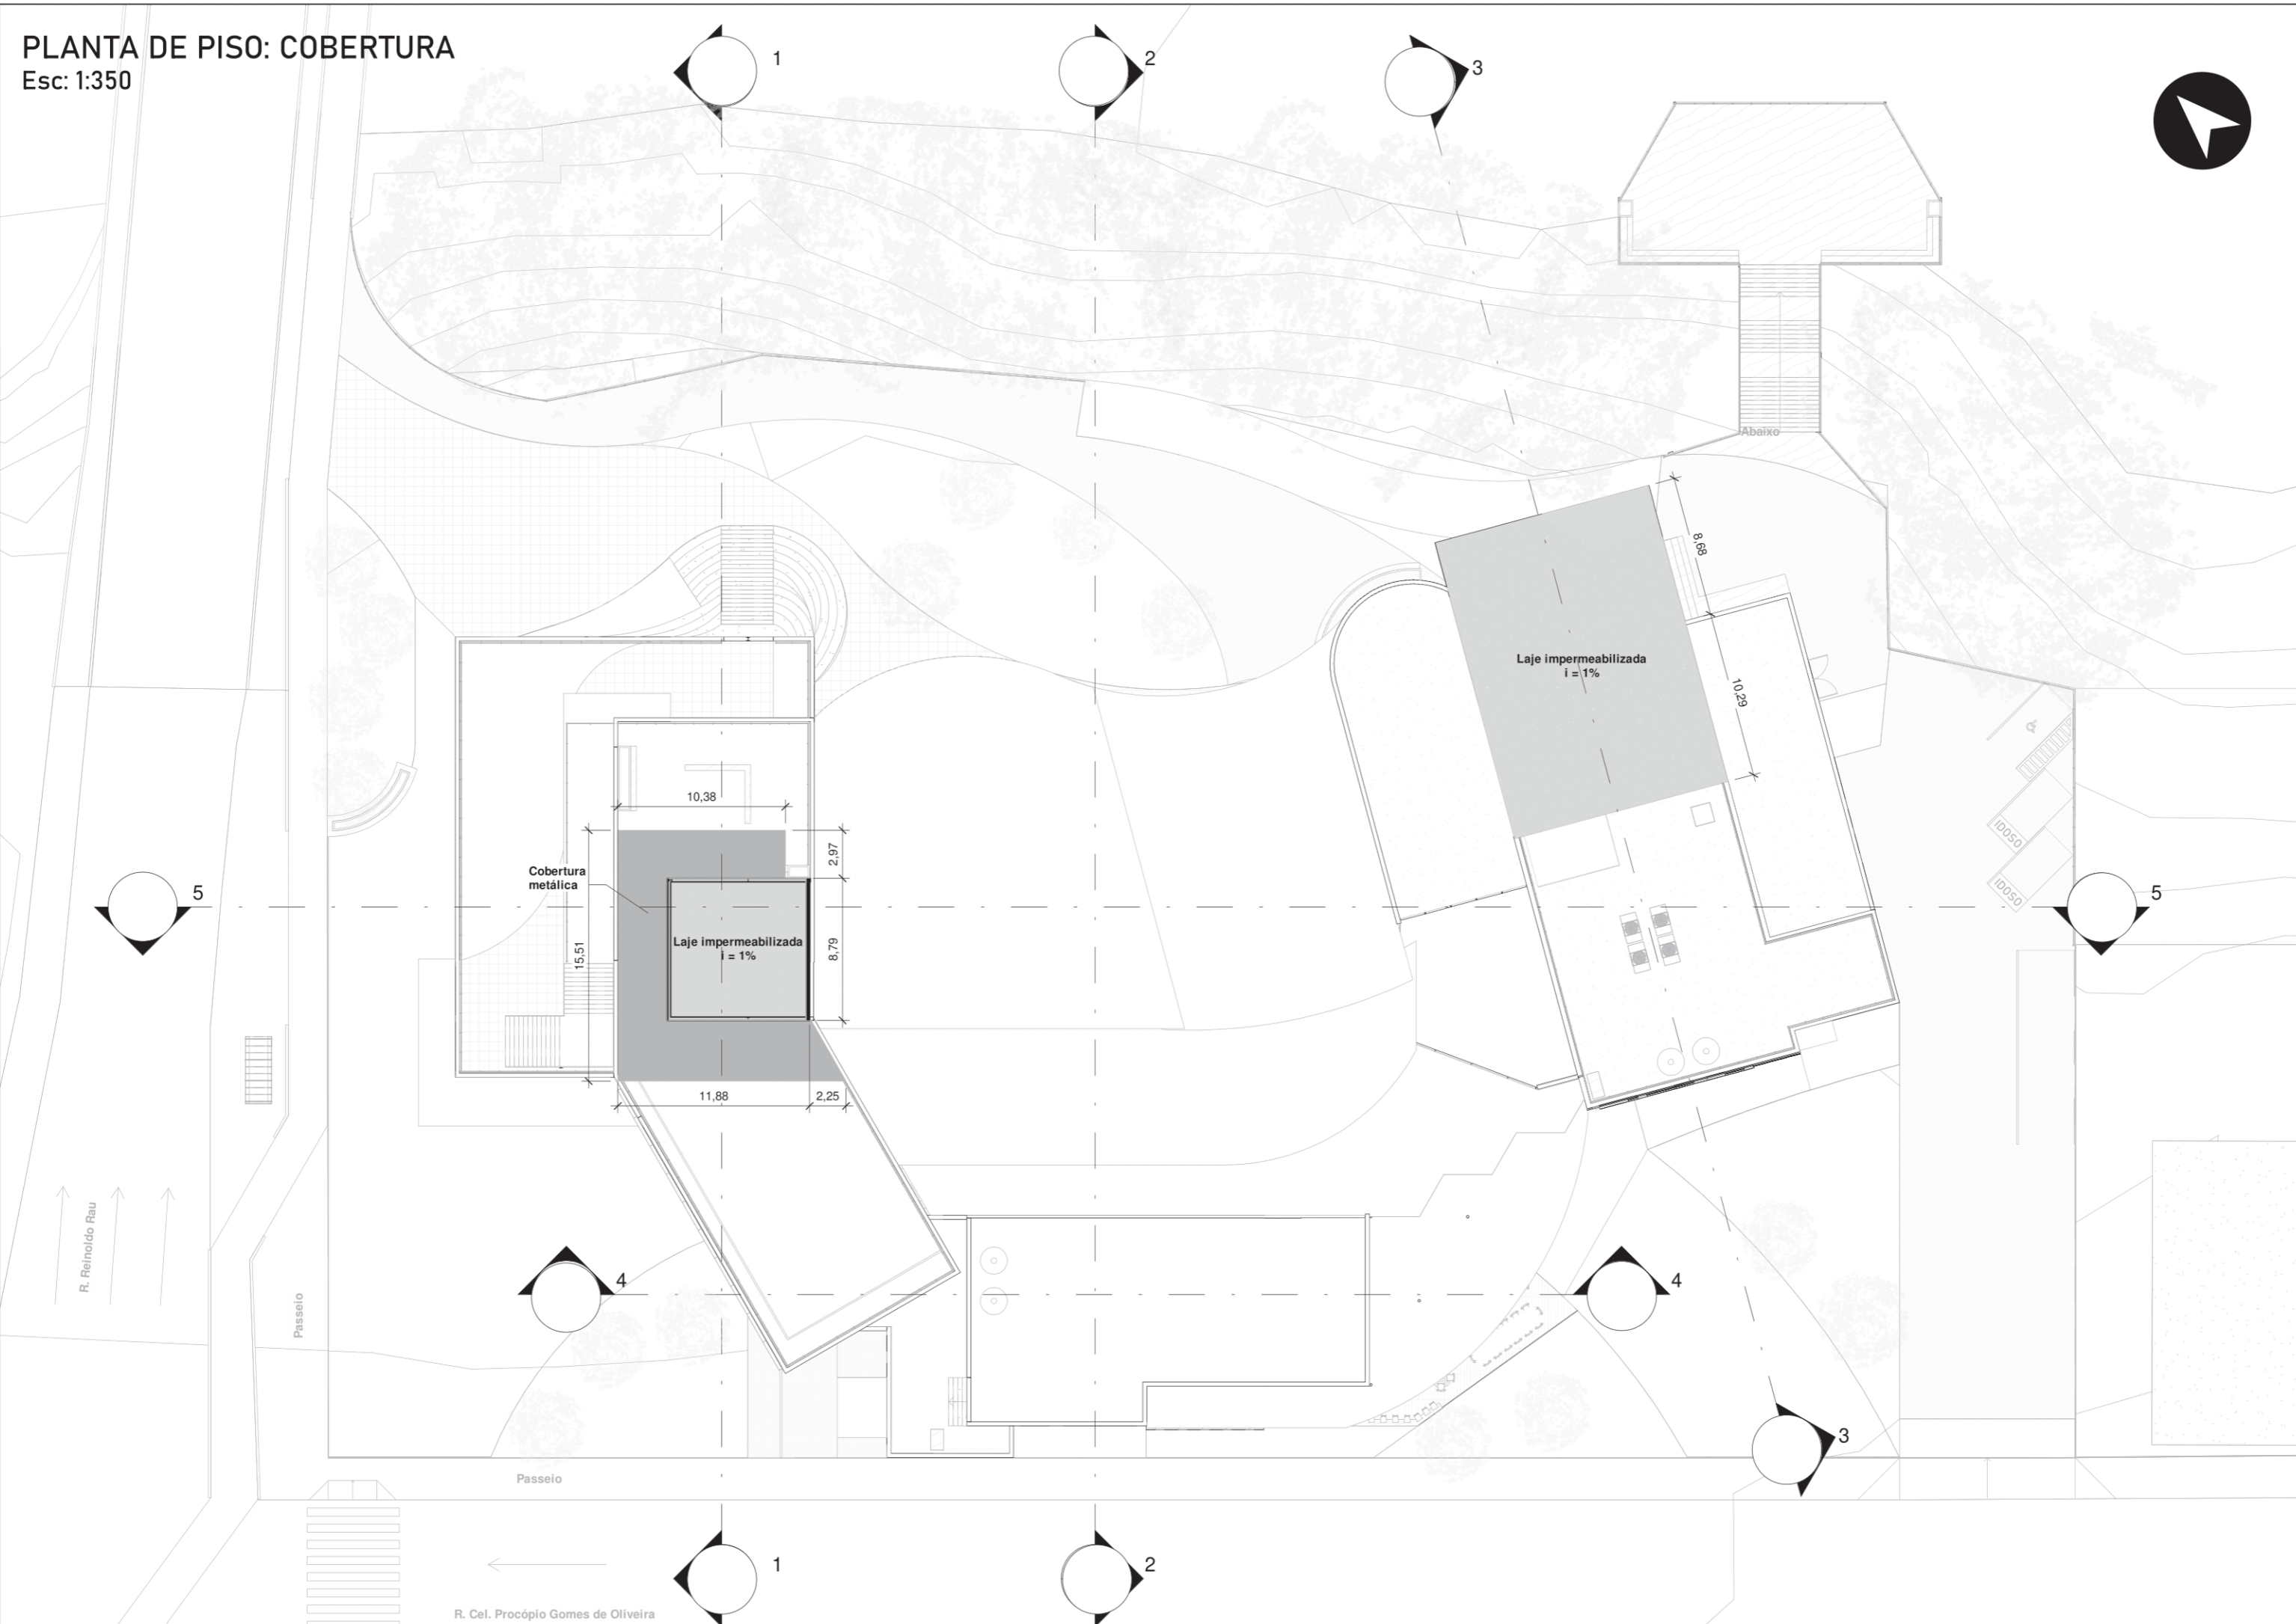 PLANTA DE PISO: COBERTURA
Esc: 1:350
1
2
3
Abaixo
8,68
Laje impermeabilizada
i = 1%
10,29
10,38
2,97
Cobertura
metálica
5
5
IDOSO
IDOSO
Laje impermeabilizada
i = 1%
15,51
8,79
11,88
2,25
R. Reinoldo Rau
Passeio
4
4
3
Passeio
1
2
R. Cel. Procópio Gomes de Oliveira